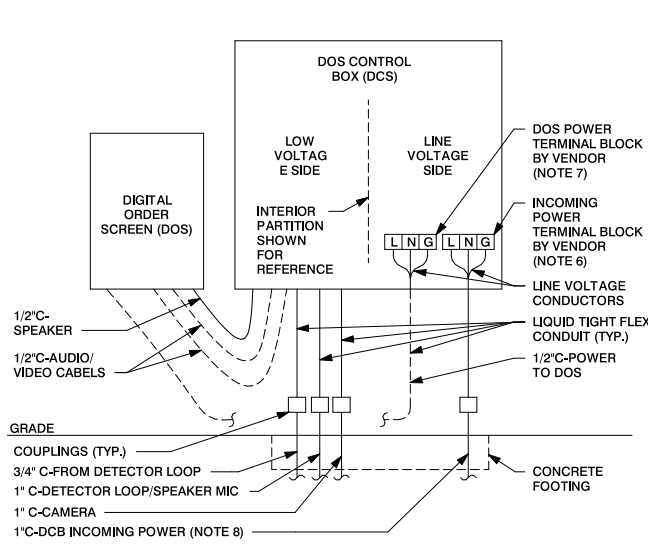 DOS CONTROL
BOX (DCS)
LOW
VOLTAG
E SIDE
LINE
VOLTAGE
SIDE
DOS POWER
TERMINAL BLOCK
BY VENDOR
(NOTE 7)
DIGITAL
ORDER
SCREEN (DOS)
INTERIOR
PARTITION
SHOWN
FOR
REFERENCE
INCOMING
POWER
TERMINAL BLOCK
BY VENDOR
(NOTE 6)
L N G
L N G
LINE VOLTAGE
CONDUCTORS
1/2"C-
SPEAKER
LIQUID TIGHT FLEX
CONDUIT (TYP.)
1/2"C-AUDIO/
VIDEO CABELS
1/2"C-POWER
TO DOS
GRADE
COUPLINGS (TYP.)
3/4" C-FROM DETECTOR LOOP
1" C-DETECTOR LOOP/SPEAKER MIC
1" C-CAMERA
1"C-DCB INCOMING POWER (NOTE 8)
CONCRETE
FOOTING